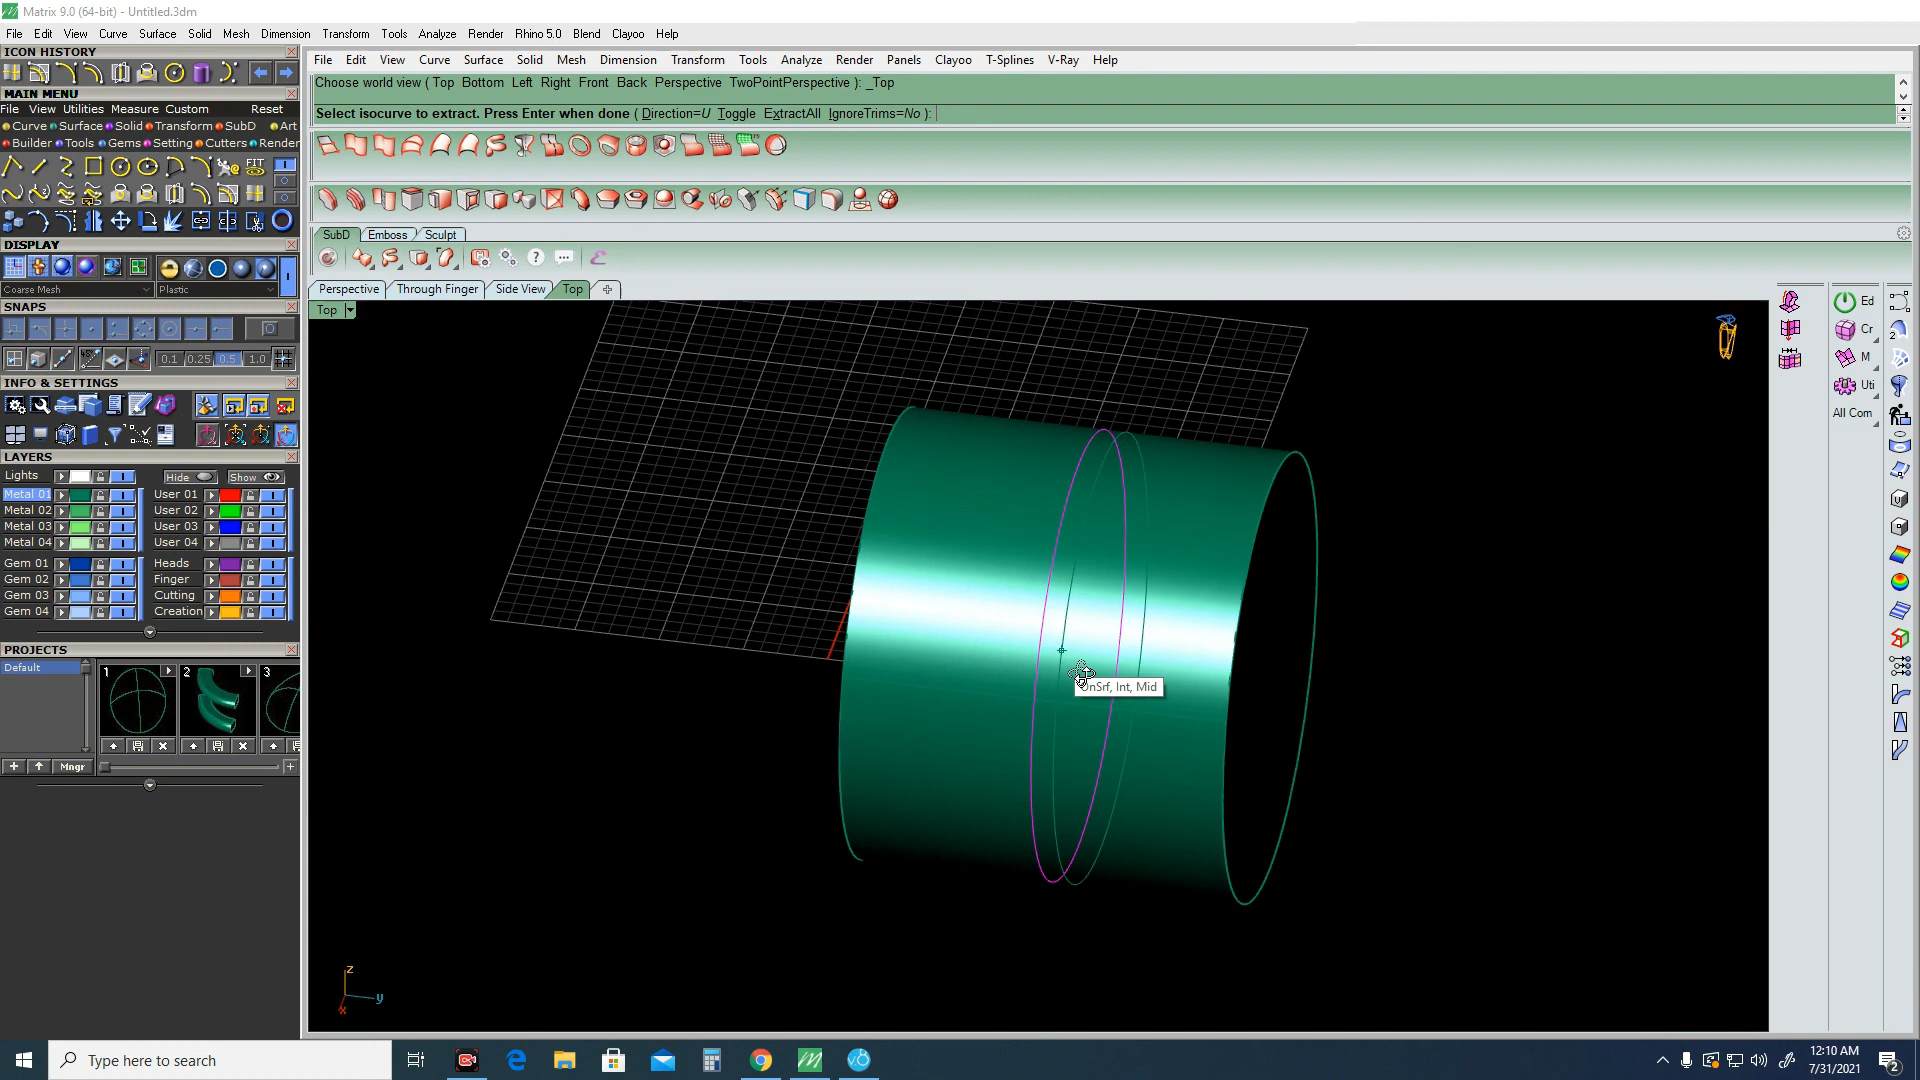 Matrix 9.0 (64-bit) - Untitled.3dm
File Edit View Curve Surface Solid Mesh Dimension Transform Tools Analyze Render Rhino 5.0 Blend Clayoo Help
ICON HISTORY
MAIN MENU
File View Utilities Measure Custom Reset
Curve Surface Solid Transform SubD Art
Builder Tools Gems Setting Cutters Render
FIT
DISPLAY
Coarse Mesh Plastic
SNAPS
0.1 0.25 0.5 1.0
INFO & SETTINGS
LAYERS
Lights Hide Show
Metal 01 User 01
Metal 02 User 02
Metal 03 User 03
Metal 04 User 04
Gem 01 Heads
Gem 02 Finger
Gem 03 Cutting
Gem 04 Creation
PROJECTS
Default 1 2 3
Mngr
File Edit View Curve Surface Solid Mesh Dimension Transform Tools Analyze Render Panels Clayoo T-Splines V-Ray Help
Choose world view ( Top Bottom Left Right Front Back Perspective TwoPointPerspective ): _Top
Select isocurve to extract. Press Enter when done ( Direction=U Toggle ExtractAll IgnoreTrims=No ):
SubD Emboss Sculpt
Perspective Through Finger Side View Top
Top
OnSrf, Int, Mid
z
y
x
Ed
Cr
M
Uti
All Com
2
Type here to search
12:10 AM
7/31/2021
2